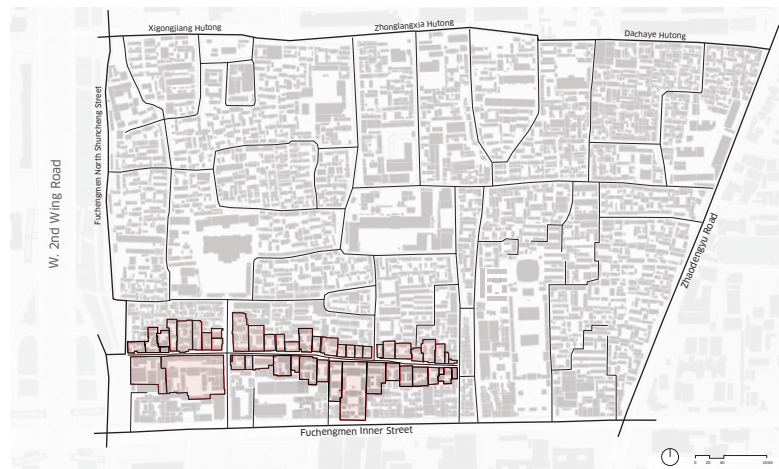 Xigongjiang Hutong
Zhonglangxia Hutong
Dachaye Hutong
Fuchengmen North Shuncheng Street
W. 2nd Wing Road
Zhaodengyu Road
Fuchengmen Inner Street
0 20 40 100m